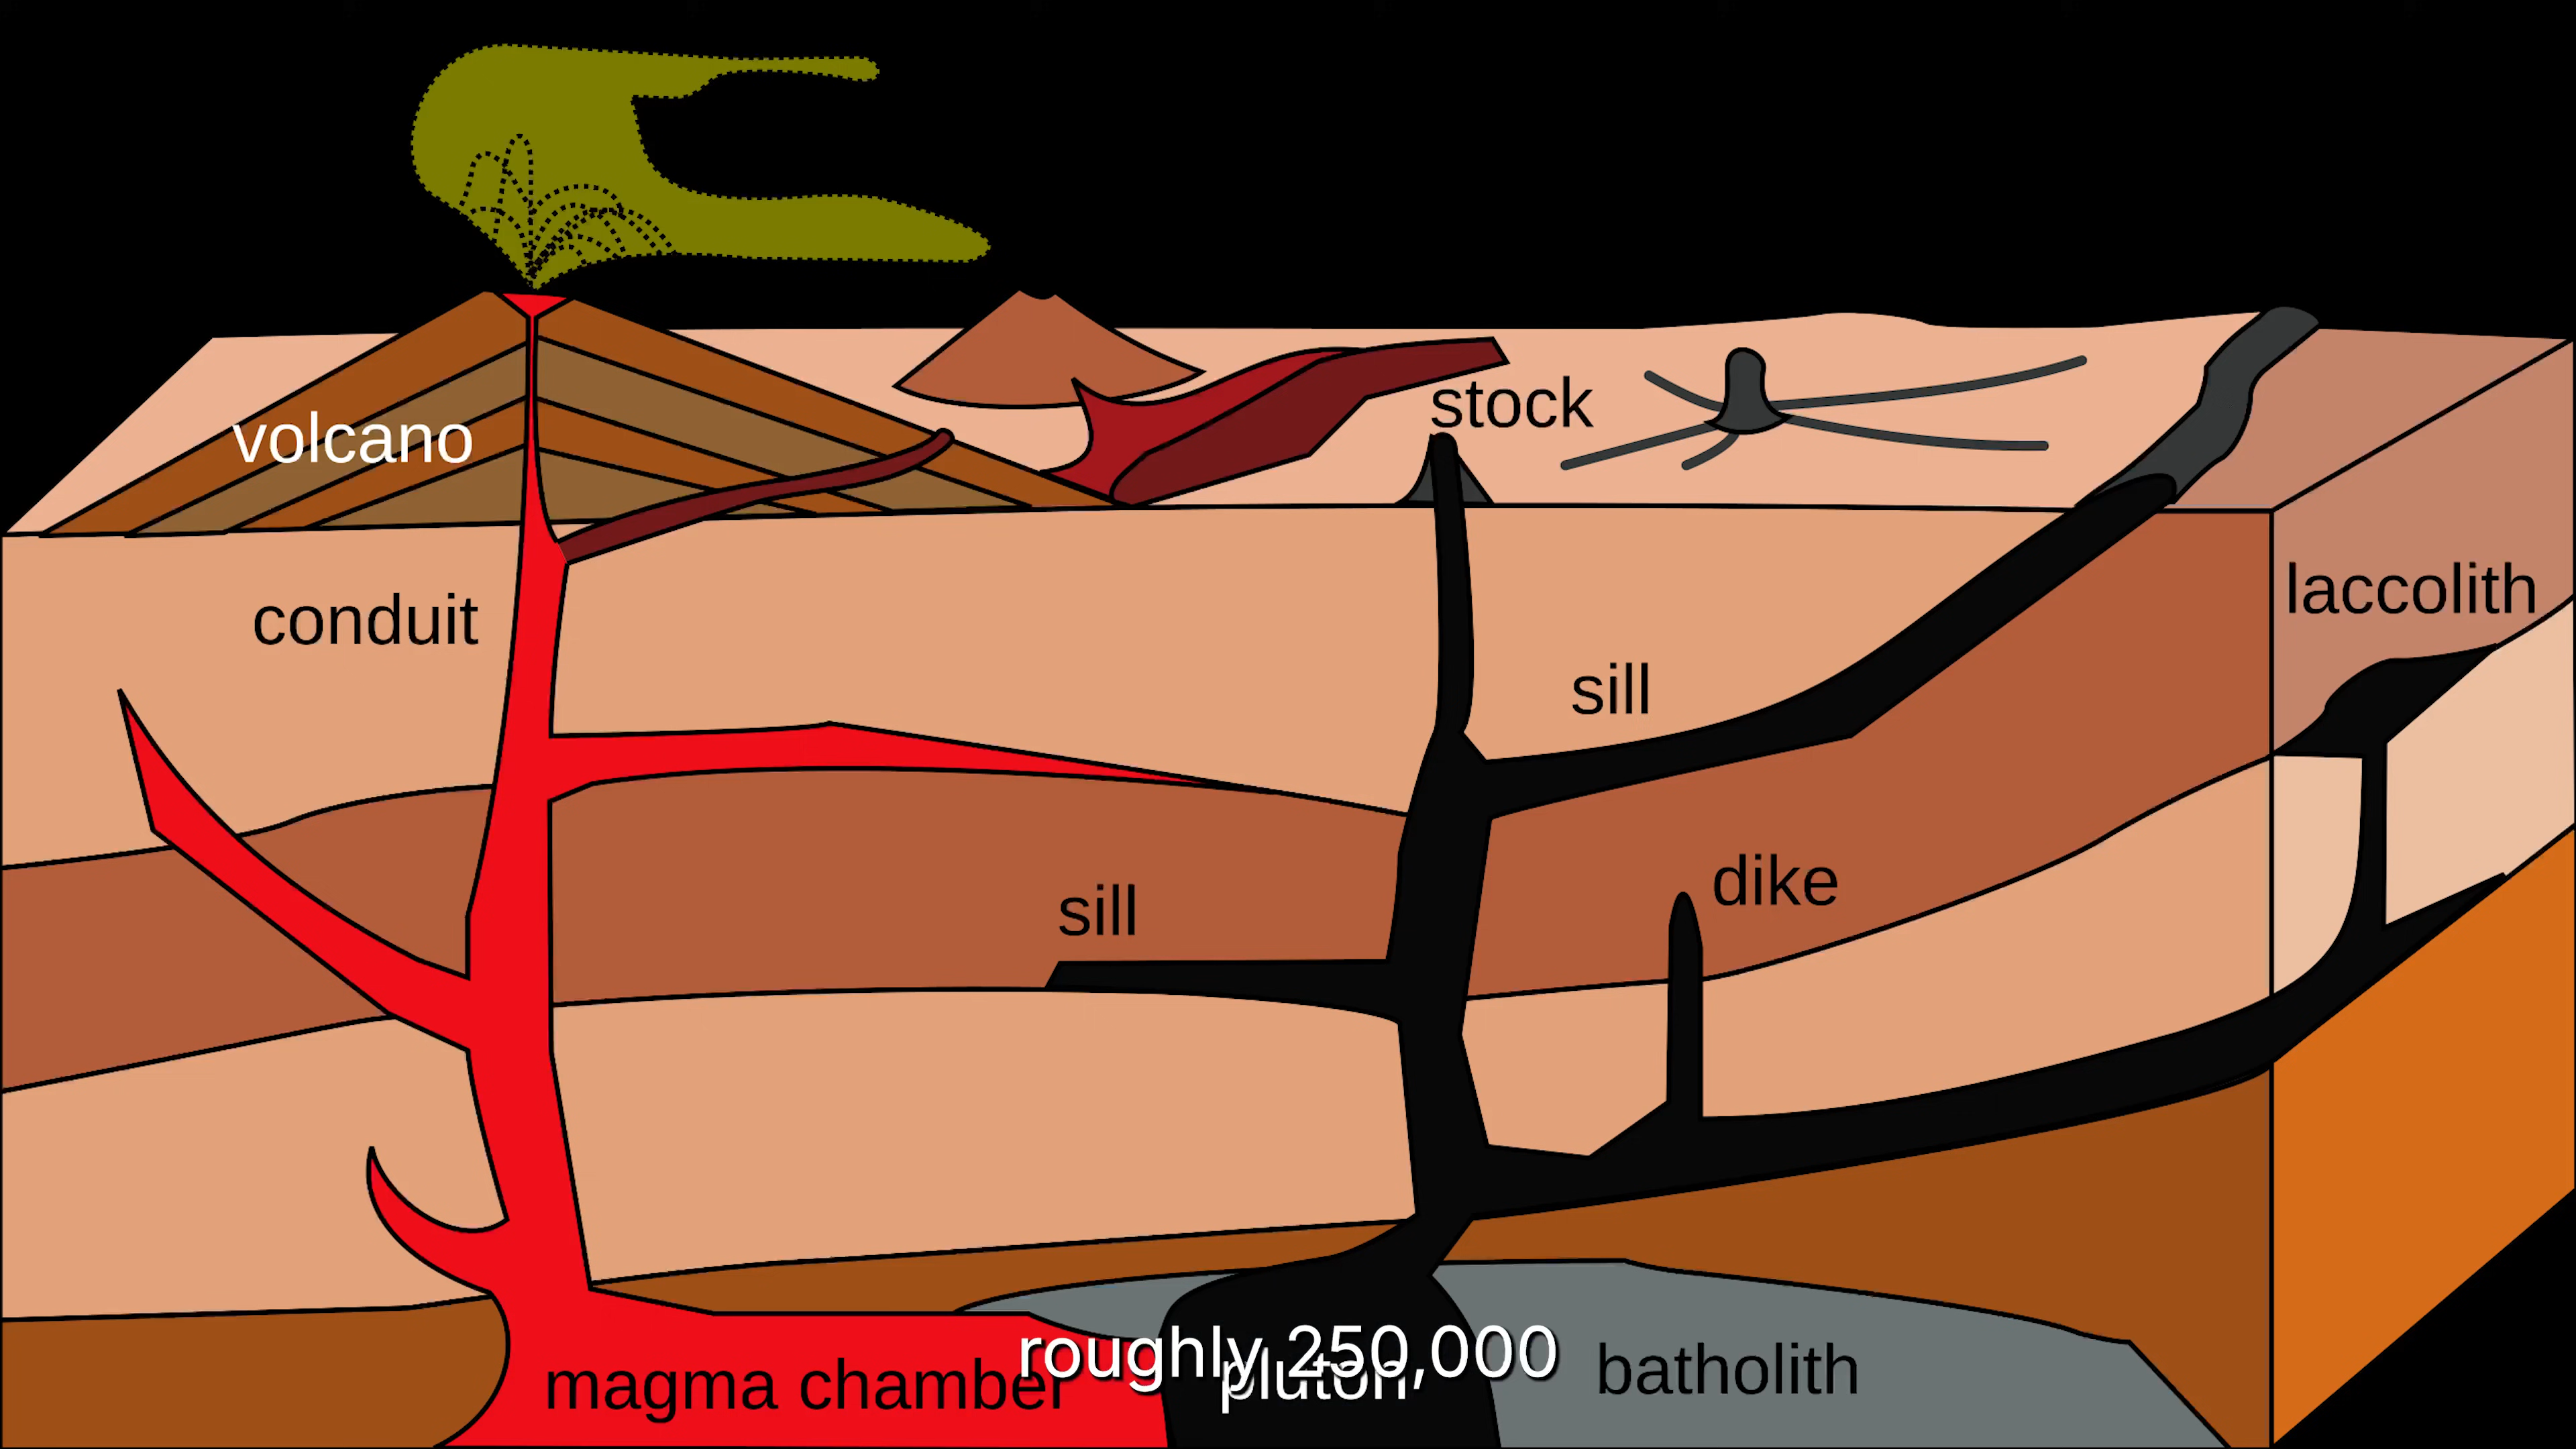 stock
volcano
laccolith
conduit
sill
dike
sill
roughly 250,000
magma chamber
pluton
batholith